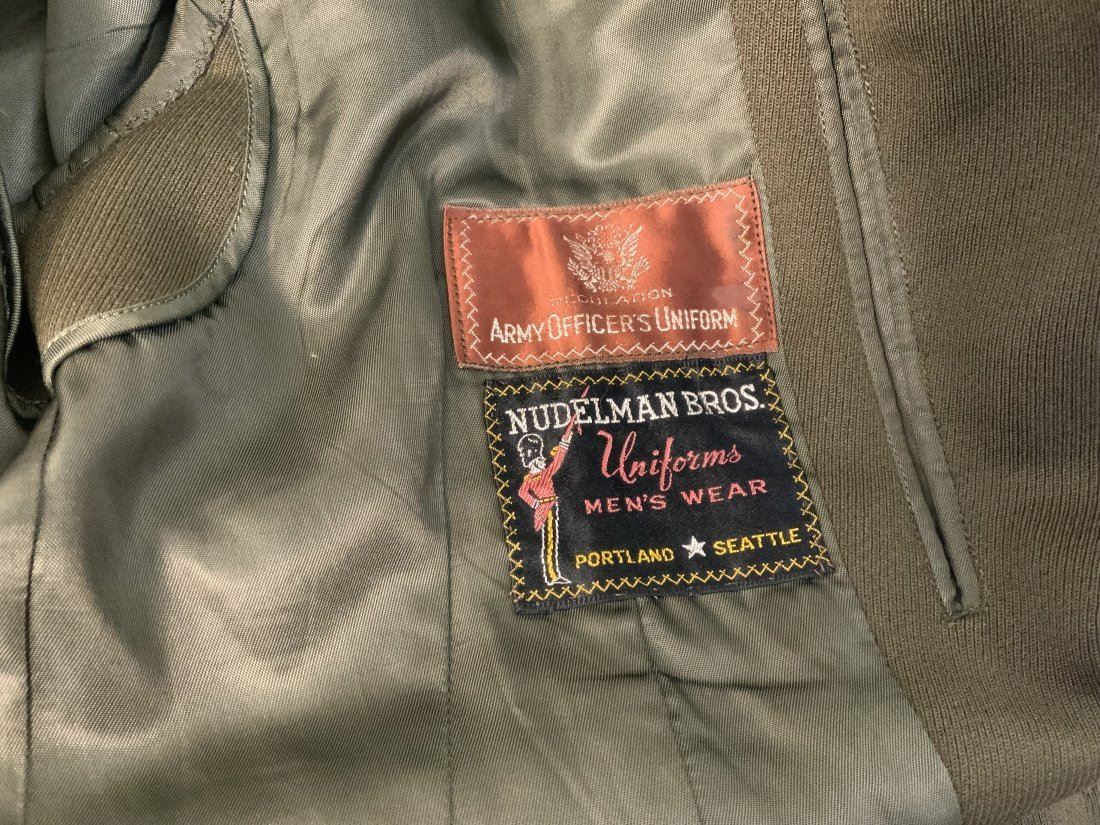 REGULATION
ARMY OFFICER'S UNIFORM
NUDELMAN BROS.
Uniforms
MEN'S WEAR
PORTLAND ★ SEATTLE